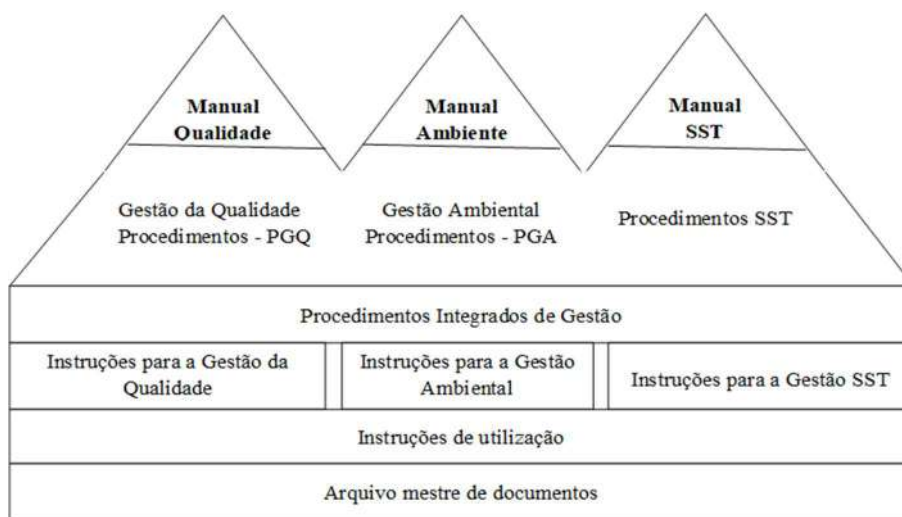 Manual
Qualidade
Manual
Ambiente
Manual
SST
Gestão da Qualidade
Procedimentos - PGQ
Gestão Ambiental
Procedimentos - PGA
Procedimentos SST
Procedimentos Integrados de Gestão
Instruções para a Gestão da
Qualidade
Instruções para a Gestão
Ambiental
Instruções para a Gestão SST
Instruções de utilização
Arquivo mestre de documentos